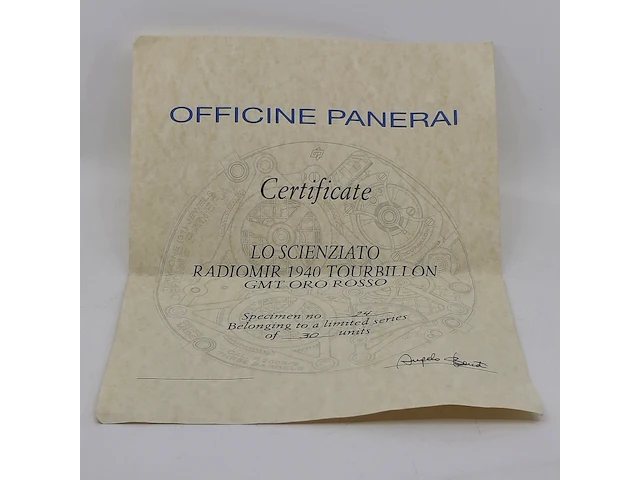 OFFICINE PANERAI
Certificate
LO SCIENZIATO
RADIOMIR 1940 TOURBILLON
GMT ORO ROSSO
Specimen no 24
Belonging to a limited series
of 30 units
Angelo